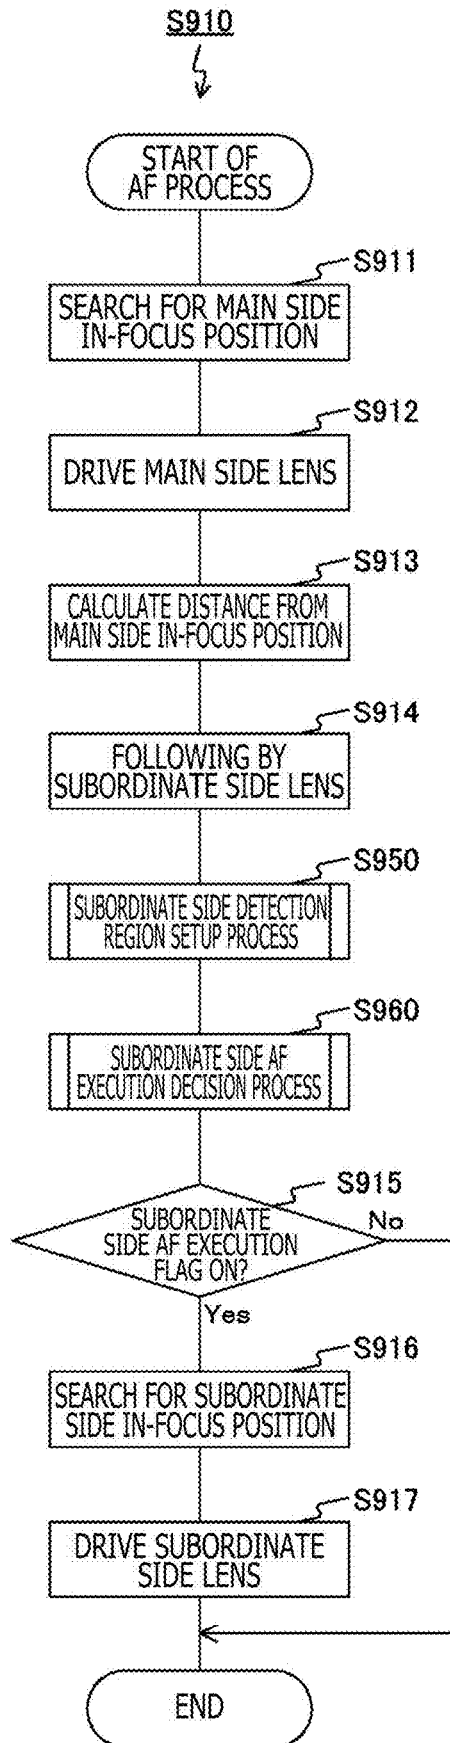 S910
START OF
AF PROCESS
S911
SEARCH FOR MAIN SIDE
IN-FOCUS POSITION
S912
DRIVE MAIN SIDE LENS
S913
CALCULATE DISTANCE FROM
MAIN SIDE IN-FOCUS POSITION
S914
FOLLOWING BY
SUBORDINATE SIDE LENS
S950
SUBORDINATE SIDE DETECTION
REGION SETUP PROCESS
S960
SUBORDINATE SIDE AF
EXECUTION DECISION PROCESS
S915
SUBORDINATE
SIDE AF EXECUTION
FLAG ON?
No
Yes
S916
SEARCH FOR SUBORDINATE
SIDE IN-FOCUS POSITION
S917
DRIVE SUBORDINATE
SIDE LENS
END